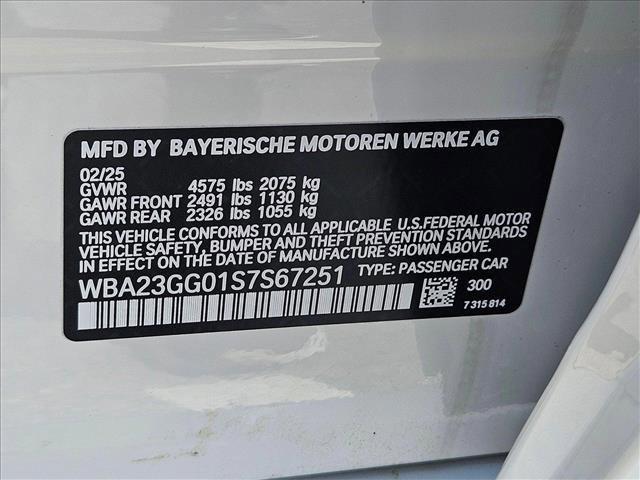 MFD BY BAYERISCHE MOTOREN WERKE AG
02/25
GVWR 4575 lbs 2075 kg
GAWR FRONT 2491 lbs 1130 kg
GAWR REAR 2326 lbs 1055 kg
THIS VEHICLE CONFORMS TO ALL APPLICABLE U.S.FEDERAL MOTOR
VEHICLE SAFETY, BUMPER AND THEFT PREVENTION STANDARDS
IN EFFECT ON THE DATE OF MANUFACTURE SHOWN ABOVE.
WBA23GG01S7S67251 TYPE: PASSENGER CAR
300
7 315 814